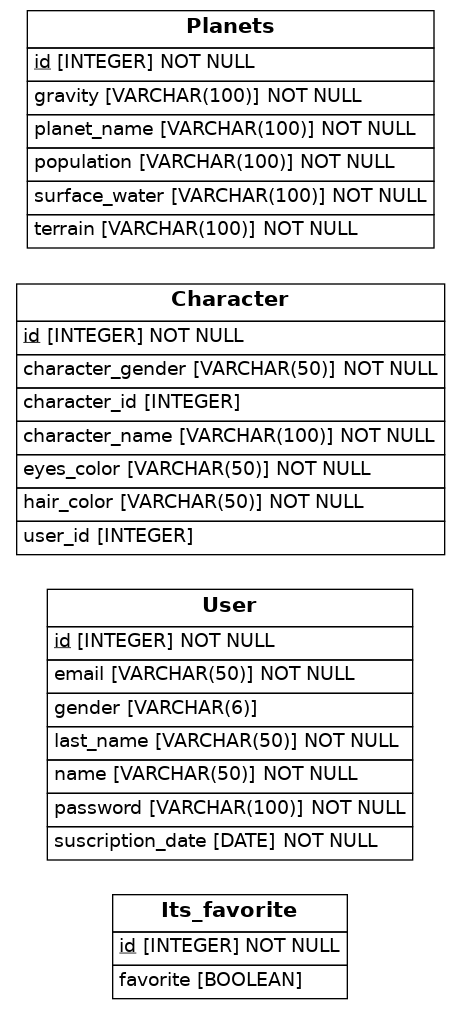 Planets
id [INTEGER] NOT NULL
gravity [VARCHAR(100)] NOT NULL
planet_name [VARCHAR(100)] NOT NULL
population [VARCHAR(100)] NOT NULL
surface_water [VARCHAR(100)] NOT NULL
terrain [VARCHAR(100)] NOT NULL
Character
id [INTEGER] NOT NULL
character_gender [VARCHAR(50)] NOT NULL
character_id [INTEGER]
character_name [VARCHAR(100)] NOT NULL
eyes_color [VARCHAR(50)] NOT NULL
hair_color [VARCHAR(50)] NOT NULL
user_id [INTEGER]
User
id [INTEGER] NOT NULL
email [VARCHAR(50)] NOT NULL
gender [VARCHAR(6)]
last_name [VARCHAR(50)] NOT NULL
name [VARCHAR(50)] NOT NULL
password [VARCHAR(100)] NOT NULL
suscription_date [DATE] NOT NULL
Its_favorite
id [INTEGER] NOT NULL
favorite [BOOLEAN]